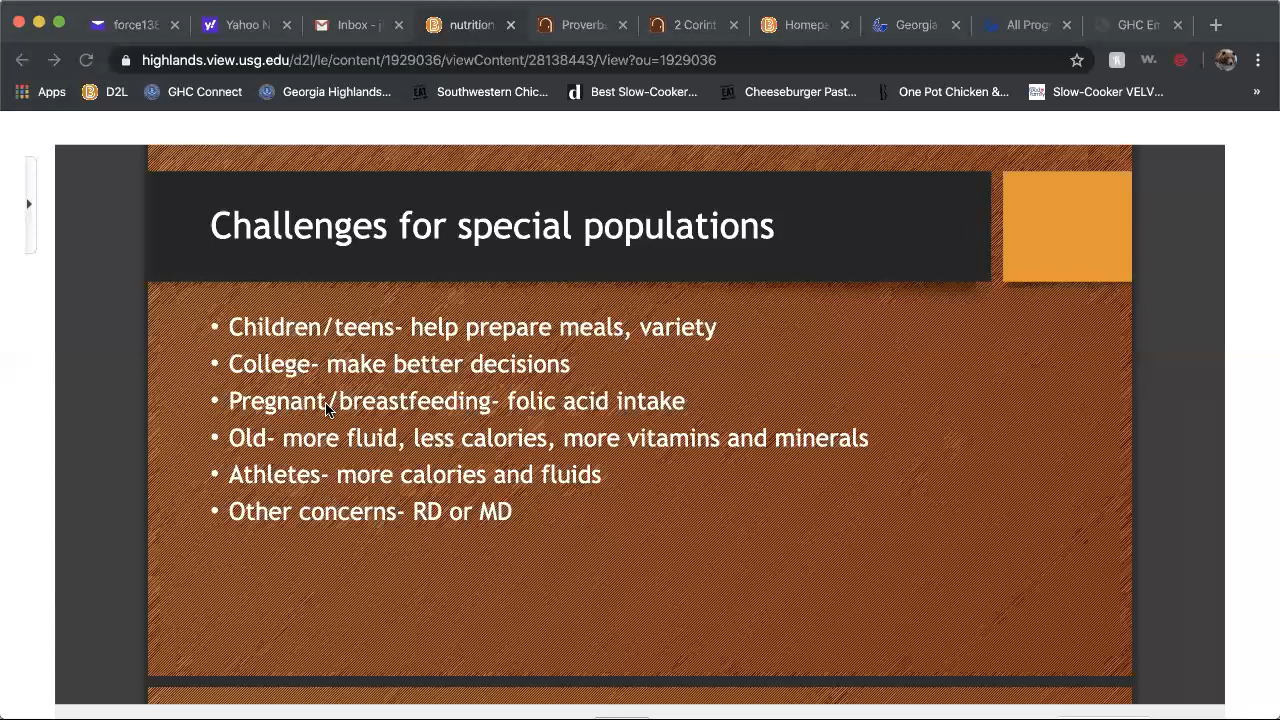 force138
Yahoo N
Inbox - j
nutrition
Proverb
2 Corint
Homepa
Georgia
All Prog
GHC En
highlands.view.usg.edu/d2l/le/content/1929036/viewContent/28138443/View?ou=1929036
Apps
D2L
GHC Connect
Georgia Highlands...
Southwestern Chic...
Best Slow-Cooker...
Cheeseburger Past...
One Pot Chicken &...
Slow-Cooker VELV...
»
Challenges for special populations
• Children/teens- help prepare meals, variety
• College- make better decisions
• Pregnant/breastfeeding- folic acid intake
• Old- more fluid, less calories, more vitamins and minerals
• Athletes- more calories and fluids
• Other concerns- RD or MD